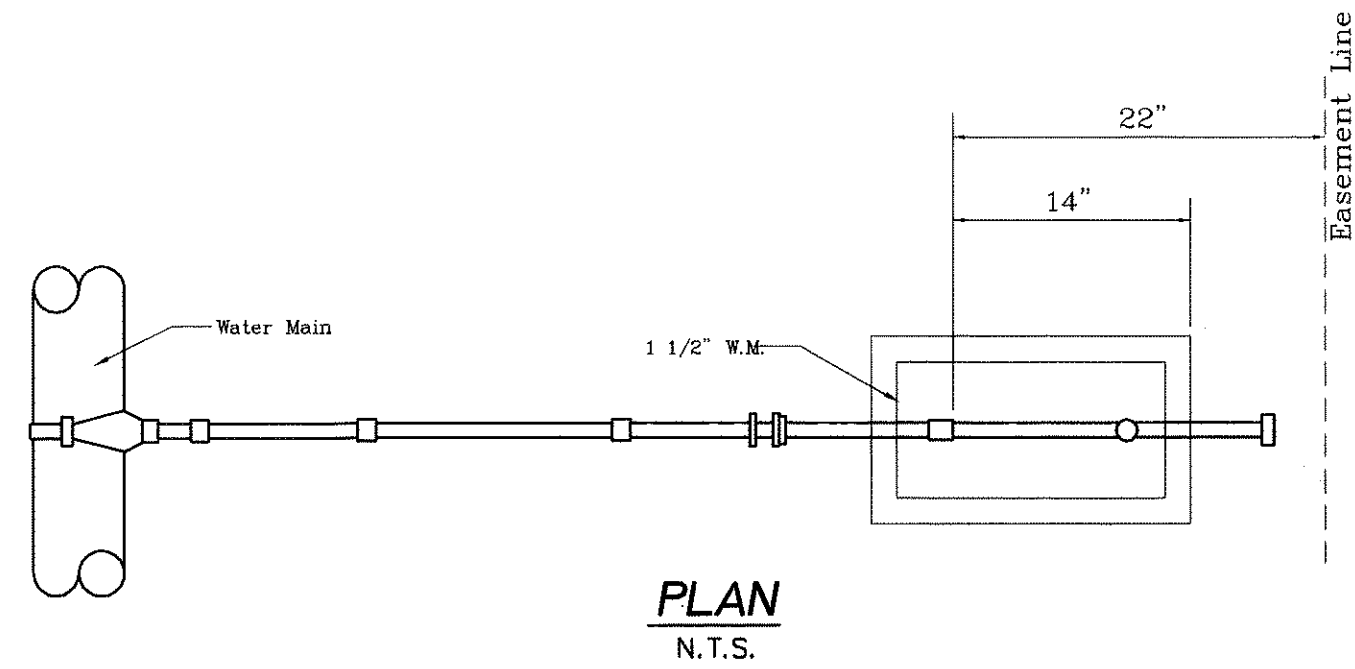 Easement Line
22"
14"
Water Main
1 1/2" W.M.
PLAN
N.T.S.